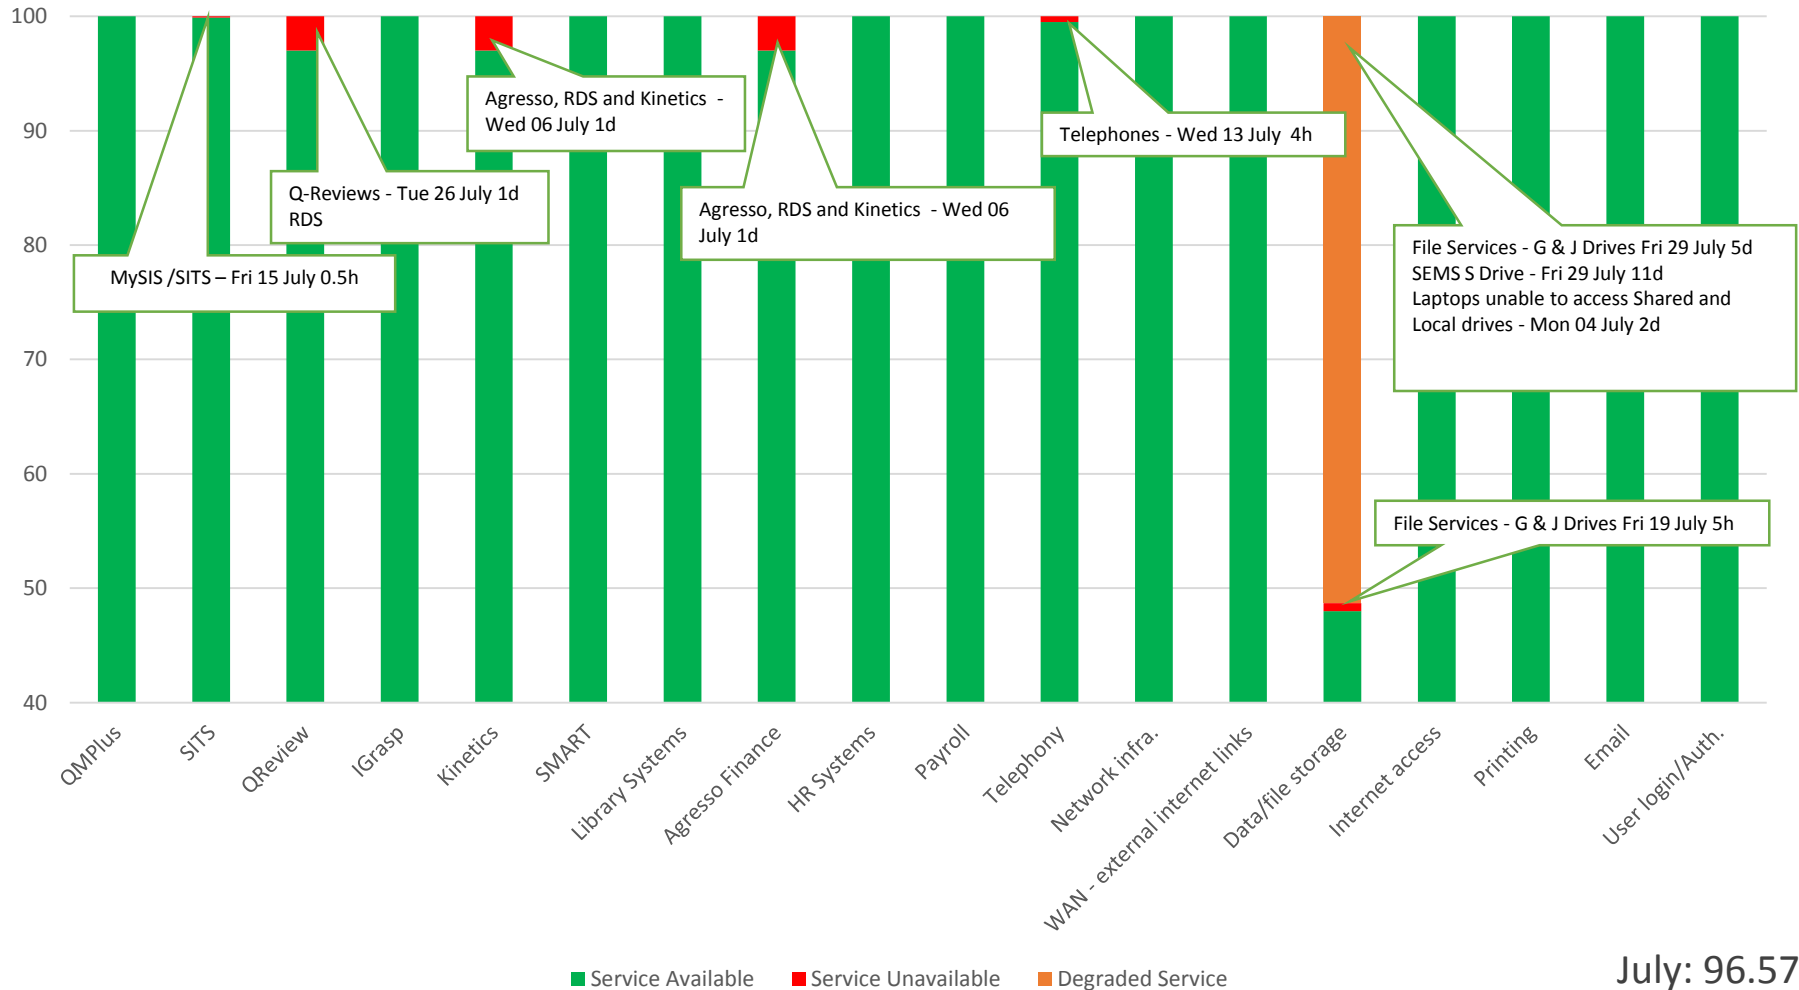 100
90
80
70
60
50
40
MySIS /SITS – Fri 15 July 0.5h
Q-Reviews - Tue 26 July 1d
RDS
Agresso, RDS and Kinetics  -
Wed 06 July 1d
Agresso, RDS and Kinetics  - Wed 06
July 1d
Telephones - Wed 13 July  4h
File Services - G & J Drives Fri 29 July 5d
SEMS S Drive - Fri 29 July 11d
Laptops unable to access Shared and
Local drives - Mon 04 July 2d
File Services - G & J Drives Fri 19 July 5h
QMPlus
SITS
QReview
IGrasp
Kinetics
SMART
Library Systems
Agresso Finance
HR Systems
Payroll
Telephony
Network infra.
WAN - external internet links
Data/file storage
Internet access
Printing
Email
User login/Auth.
Service Available
Service Unavailable
Degraded Service
July: 96.57